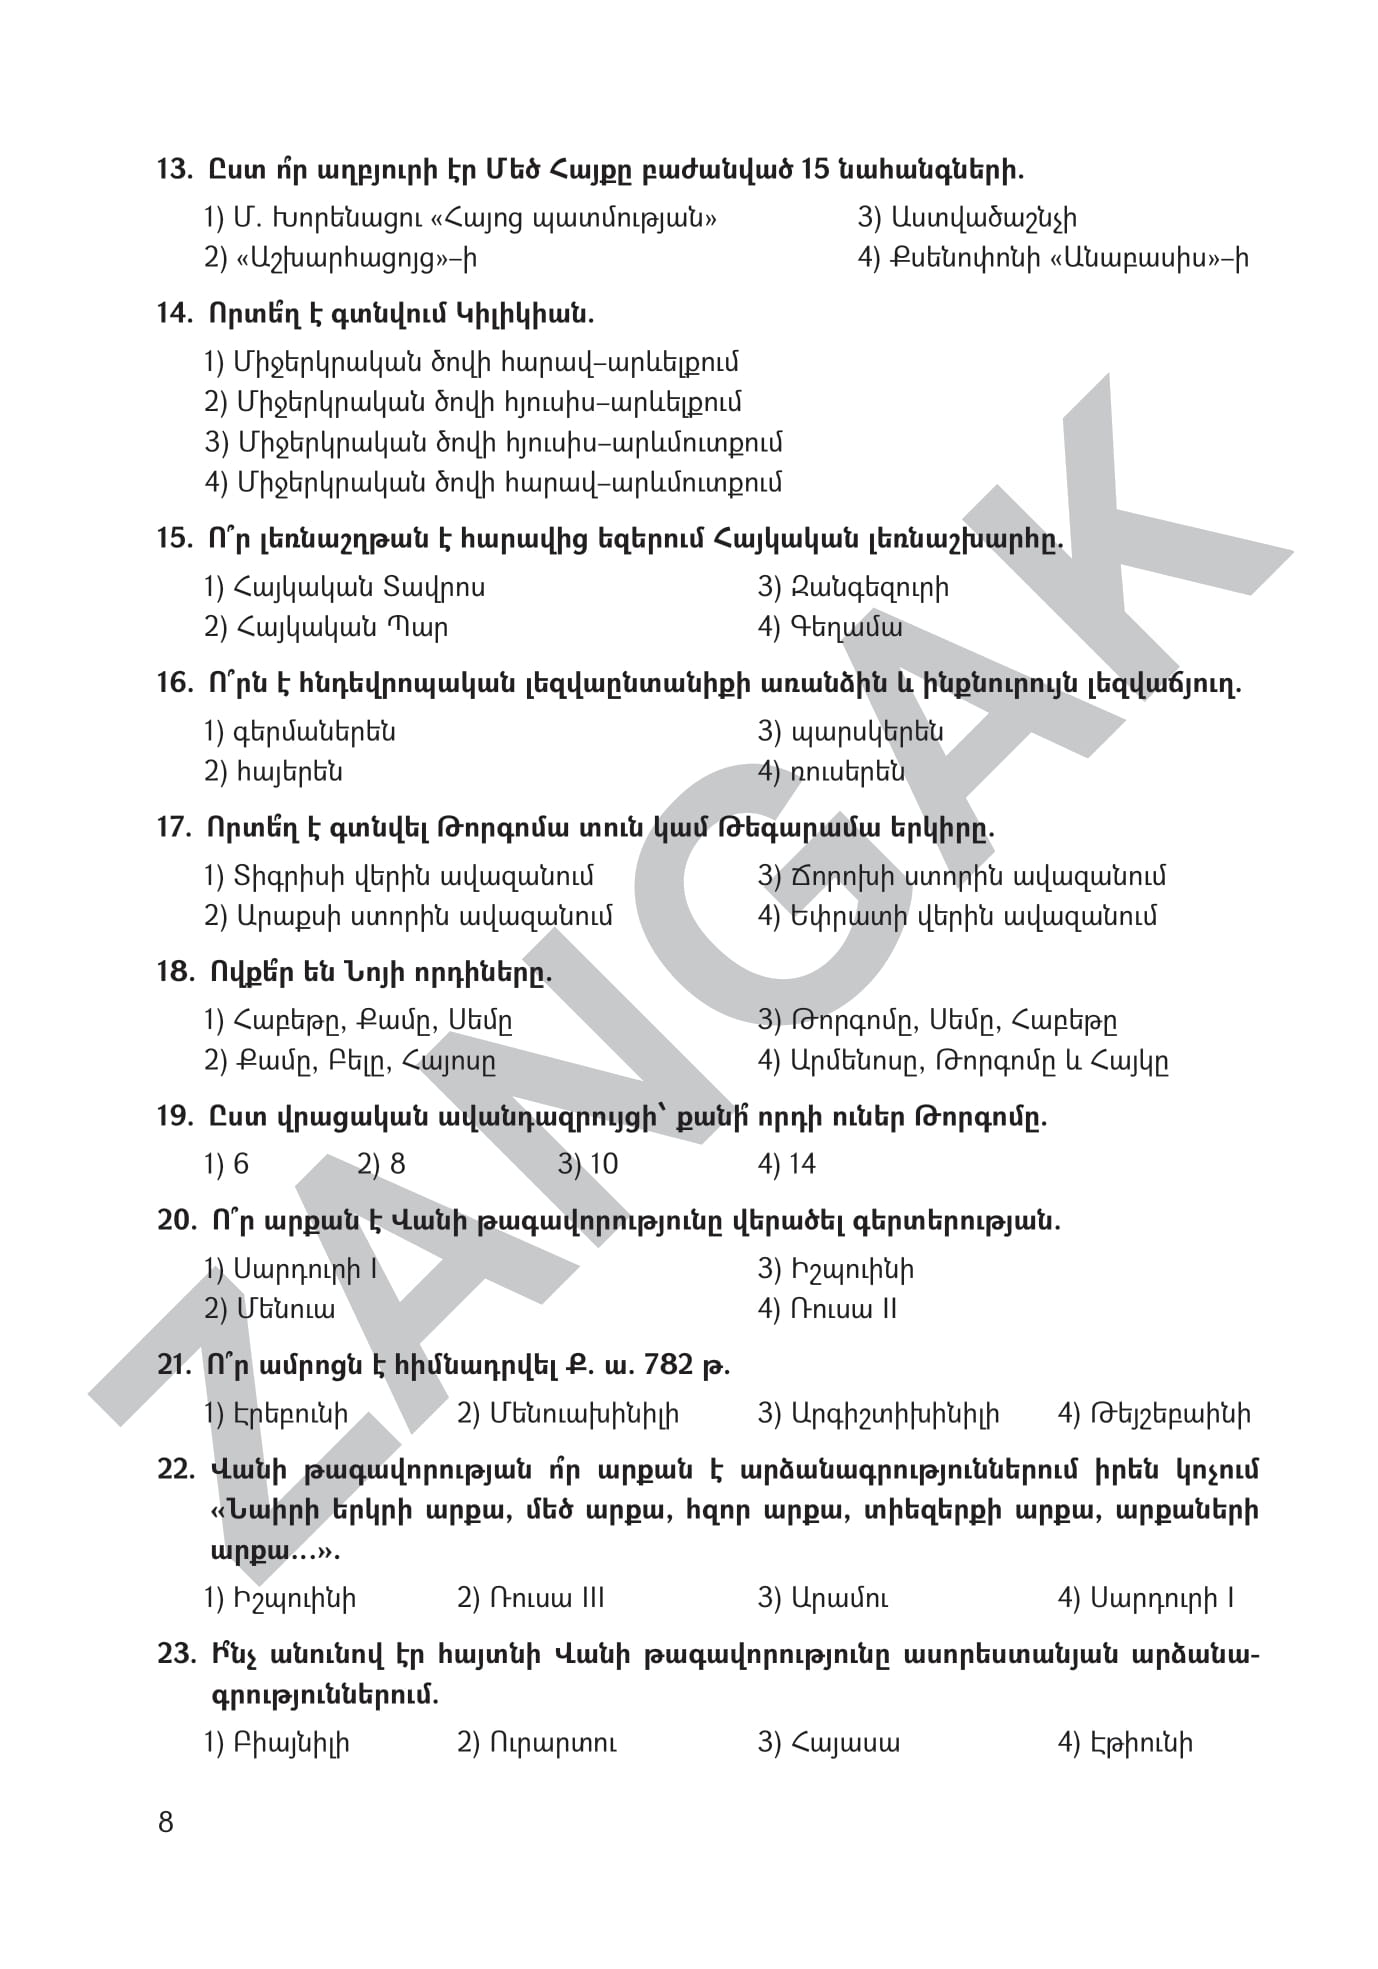 13. Ըստ ո՞ր աղբյուրի էր Մեծ Հայքը բաժանված 15 նահանգների.
1) Մ. Խորենացու «Հայոց պատմության»
3) Աստվածաշնչի
2) «Աշխարհացոյց»–ի
4) Քսենոփոնի «Անաբասիս»–ի
14. Որտե՞ղ է գտնվում Կիլիկիան.
1) Միջերկրական ծովի հարավ–արևելքում
2) Միջերկրական ծովի հյուսիս–արևելքում
3) Միջերկրական ծովի հյուսիս–արևմուտքում
4) Միջերկրական ծովի հարավ–արևմուտքում
15. Ո՞ր լեռնաշղթան է հարավից եզերում Հայկական լեռնաշխարհը.
1) Հայկական Տավրոս
3) Զանգեզուրի
2) Հայկական Պար
4) Գեղամա
16. Ո՞րն է հնդեվրոպական լեզվաընտանիքի առանձին և ինքնուրույն լեզվաճյուղ.
1) գերմաներեն
3) պարսկերեն
2) հայերեն
4) ռուսերեն
17. Որտե՞ղ է գտնվել Թորգոմա տուն կամ Թեգարամա երկիրը.
1) Տիգրիսի վերին ավազանում
3) Ճորոխի ստորին ավազանում
2) Արաքսի ստորին ավազանում
4) Եփրատի վերին ավազանում
18. Ովքե՞ր են Նոյի որդիները.
1) Հաբեթը, Քամը, Սեմը
3) Թորգոմը, Սեմը, Հաբեթը
2) Քամը, Բելը, Հայոսը
4) Արմենոսը, Թորգոմը և Հայկը
19. Ըստ վրացական ավանդազրույցի՝ քանի՞ որդի ուներ Թորգոմը.
1) 6 2) 8 3) 10 4) 14
20. Ո՞ր արքան է Վանի թագավորությունը վերածել գերտերության.
1) Սարդուրի I
3) Իշպուինի
2) Մենուա
4) Ռուսա II
21. Ո՞ր ամրոցն է հիմնադրվել Ք. ա. 782 թ.
1) Էրեբունի 2) Մենուախինիլի 3) Արգիշտիխինիլի 4) Թեյշեբաինի
22. Վանի թագավորության ո՞ր արքան է արձանագրություններում իրեն կոչում
«Նաիրի երկրի արքա, մեծ արքա, հզոր արքա, տիեզերքի արքա, արքաների
արքա...».
1) Իշպուինի 2) Ռուսա III 3) Արամու 4) Սարդուրի I
23. Ի՞նչ անունով էր հայտնի Վանի թագավորությունը ասորեստանյան արձանա-
գրություններում.
1) Բիայնիլի 2) Ուրարտու 3) Հայասա 4) Էթիունի
8
ZANGAK